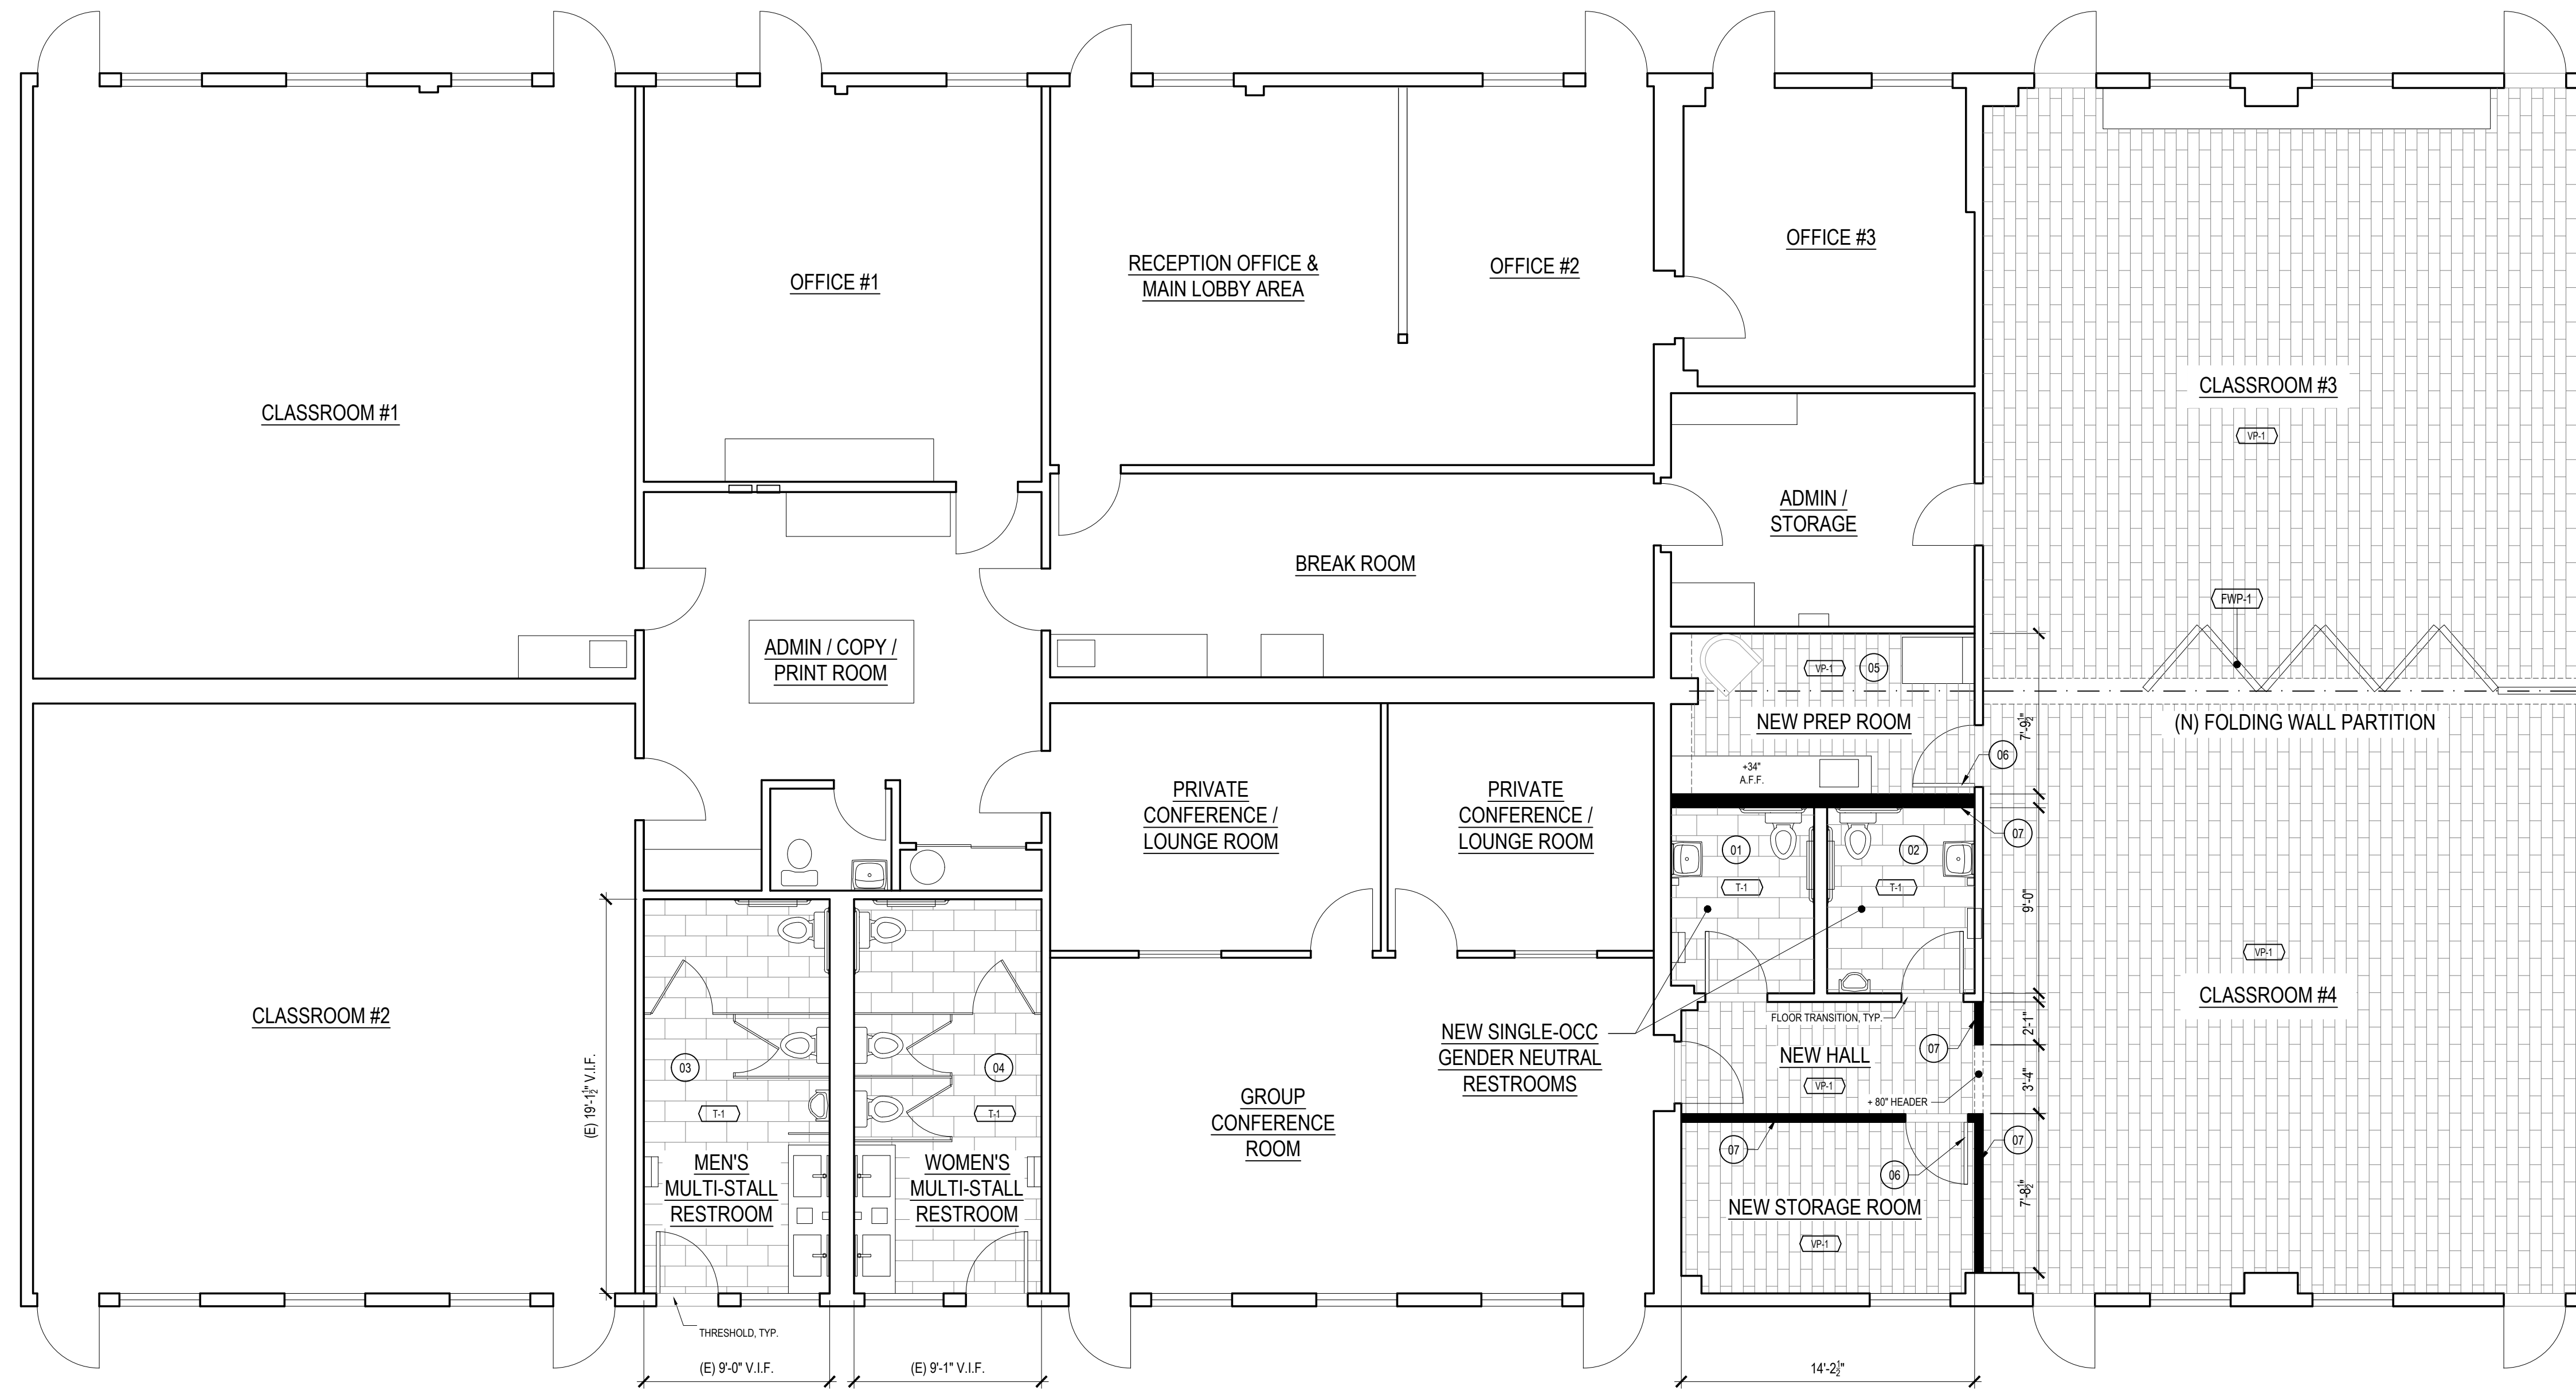 OFFICE #3
RECEPTION OFFICE &
MAIN LOBBY AREA
OFFICE #2
OFFICE #1
CLASSROOM #3
CLASSROOM #1
VP-1
ADMIN /
STORAGE
BREAK ROOM
FWP-1
ADMIN / COPY /
PRINT ROOM
VP-1
05
NEW PREP ROOM
7'-9½"
(N) FOLDING WALL PARTITION
06
+34"
A.F.F.
PRIVATE
CONFERENCE /
LOUNGE ROOM
PRIVATE
CONFERENCE /
LOUNGE ROOM
07
01
02
T-1
T-1
9'-0"
VP-1
CLASSROOM #4
CLASSROOM #2
FLOOR TRANSITION, TYP.
2'-1"
NEW SINGLE-OCC
GENDER NEUTRAL
RESTROOMS
NEW HALL
07
VP-1
3'-4"
+ 80" HEADER
03
04
T-1
T-1
(E) 19'-1½" V.I.F.
GROUP
CONFERENCE
ROOM
07
07
06
MEN'S
MULTI-STALL
RESTROOM
WOMEN'S
MULTI-STALL
RESTROOM
7'-8½"
NEW STORAGE ROOM
VP-1
THRESHOLD, TYP.
(E) 9'-0" V.I.F.
(E) 9'-1" V.I.F.
14'-2½"